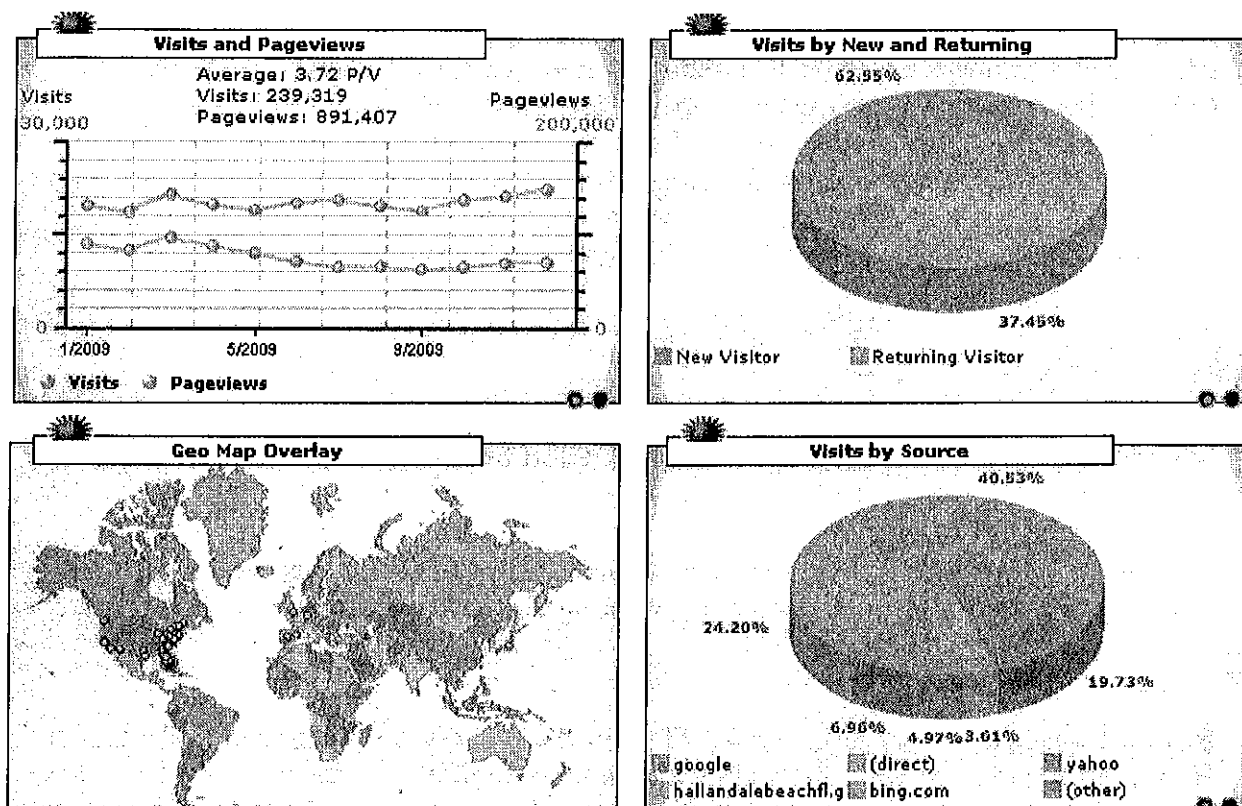 Visits and Pageviews
Average: 3.72 P/V
Visits: 239,319
Pageviews: 891,407
Visits
30,000
Pageviews
200,000
0
0
1/2009
5/2009
9/2009
Visits
Pageviews
Visits by New and Returning
62.55%
37.45%
New Visitor
Returning Visitor
Geo Map Overlay
Visits by Source
40.53%
24.20%
19.73%
6.96%
4.97%
3.61%
google
(direct)
yahoo
hallandalebeachfl.g
bing.com
(other)